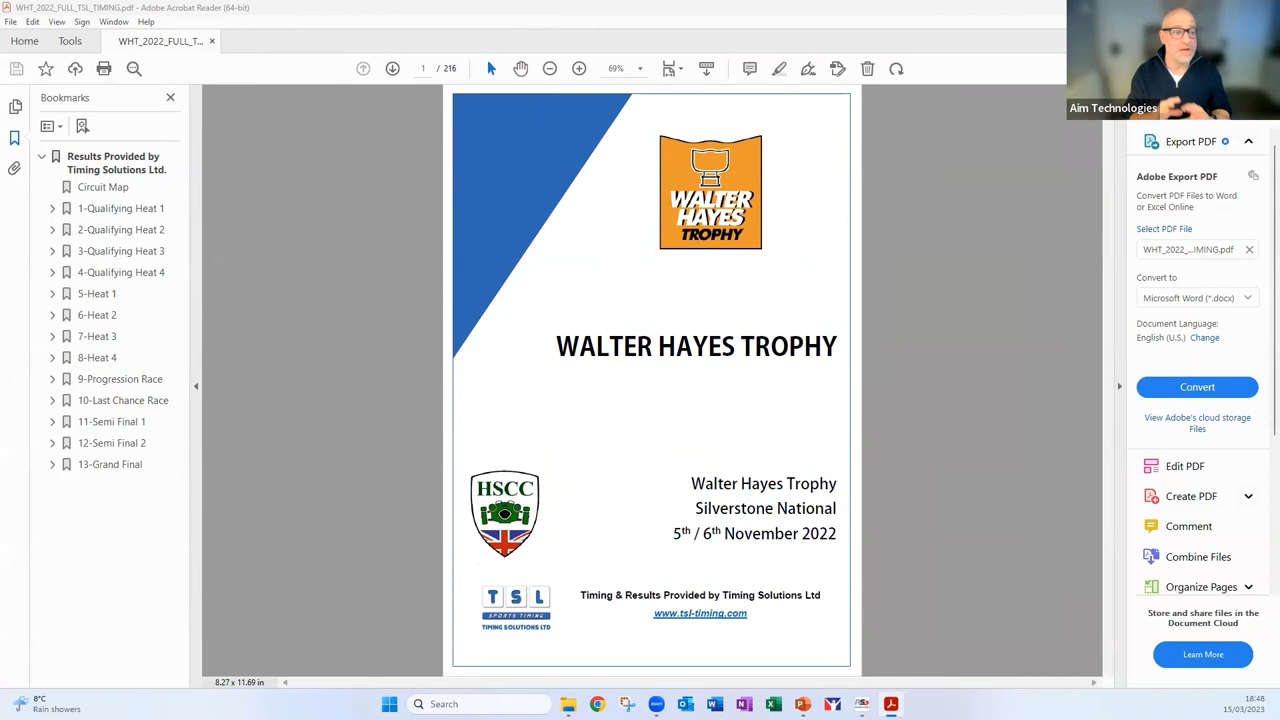 WHT_2022_FULL_TSL_TIMING.pdf - Adobe Acrobat Reader (64-bit)
File Edit View Sign Window Help
Home Tools WHT_2022_FULL_T... ×
1 / 216 69%
Aim Technologies
Bookmarks
Results Provided by
Timing Solutions Ltd.
Circuit Map
1-Qualifying Heat 1
2-Qualifying Heat 2
3-Qualifying Heat 3
4-Qualifying Heat 4
5-Heat 1
6-Heat 2
7-Heat 3
8-Heat 4
9-Progression Race
10-Last Chance Race
11-Semi Final 1
12-Semi Final 2
13-Grand Final
WALTER
HAYES
TROPHY
WALTER HAYES TROPHY
HSCC
Walter Hayes Trophy
Silverstone National
5th / 6th November 2022
TSL
SPORTS TIMING
TIMING SOLUTIONS LTD
Timing & Results Provided by Timing Solutions Ltd
www.tsl-timing.com
8.27 x 11.69 in
Export PDF
Adobe Export PDF
Convert PDF Files to Word
or Excel Online
Select PDF File
WHT_2022_...IMING.pdf
Convert to
Microsoft Word (*.docx)
Document Language:
English (U.S.) Change
Convert
View Adobe's cloud storage
Files
Edit PDF
Create PDF
Comment
Combine Files
Organize Pages
Store and share files in the
Document Cloud
Learn More
8°C
Rain showers
Search
18:48
15/03/2023